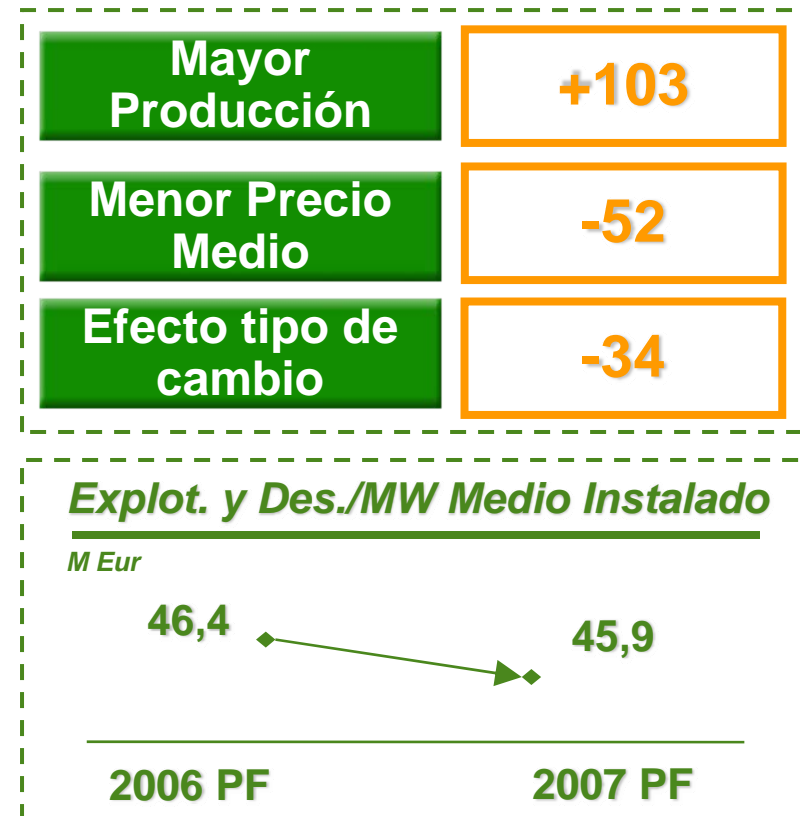 Mayor
Producción
+103
Menor Precio
Medio
-52
Efecto tipo de
cambio
-34
Explot. y Des./MW Medio Instalado
M Eur
46,4
45,9
2006 PF
2007 PF